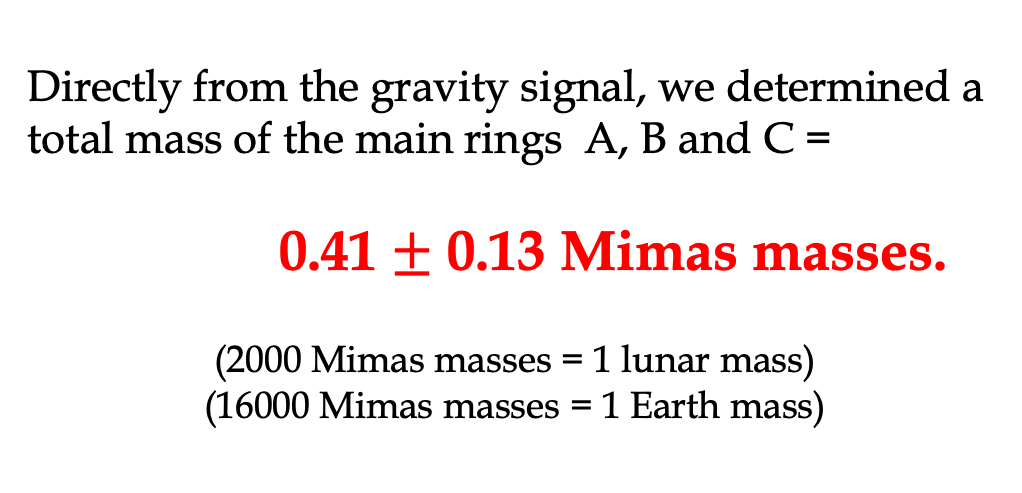 Directly from the gravity signal, we determined a
total mass of the main rings  A, B and C =
0.41 ± 0.13 Mimas masses.
(2000 Mimas masses = 1 lunar mass)
(16000 Mimas masses = 1 Earth mass)